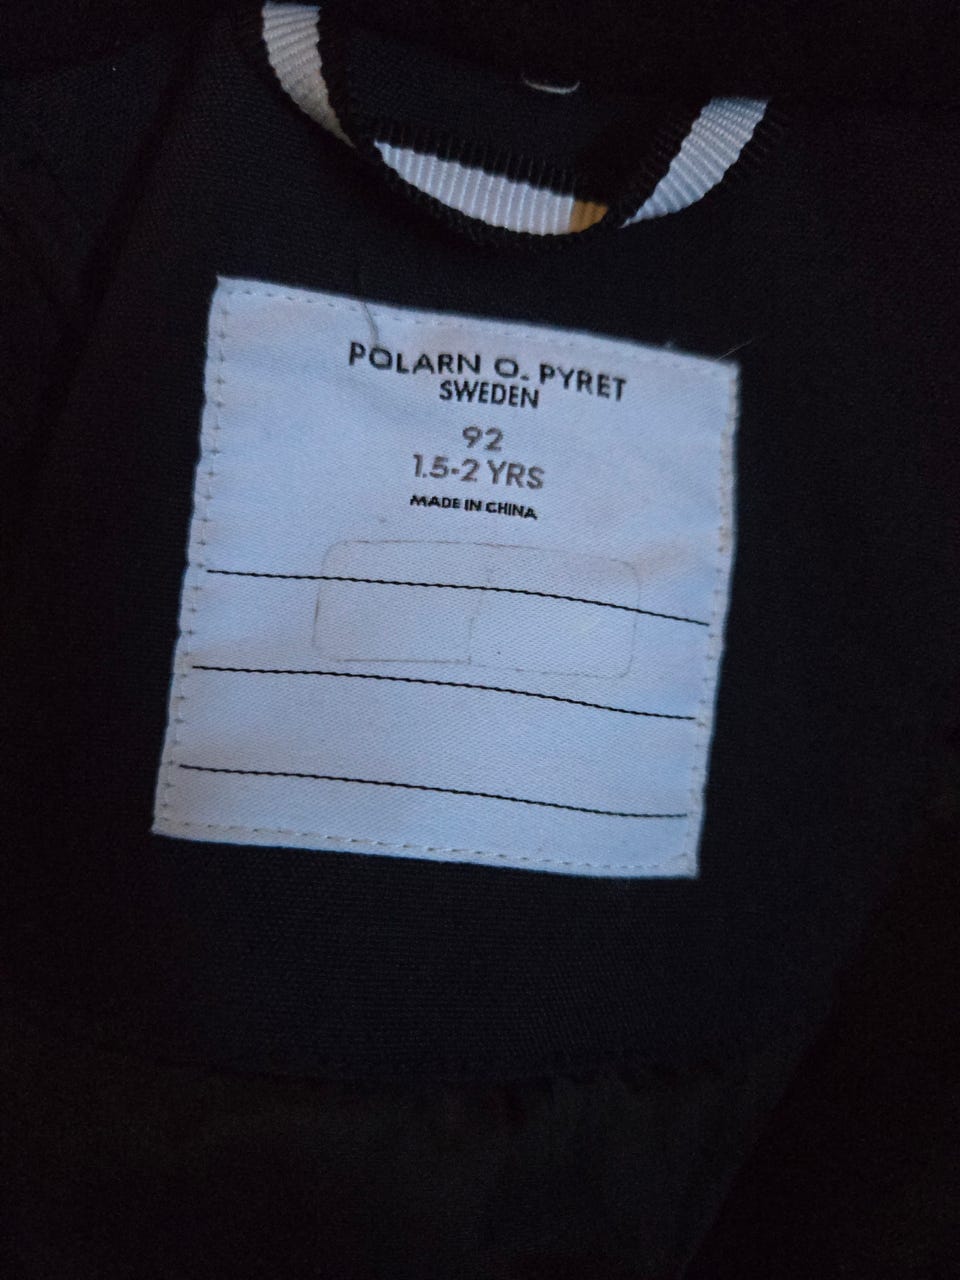 POLARN O. PYRET
SWEDEN
92
1.5-2 YRS
MADE IN CHINA